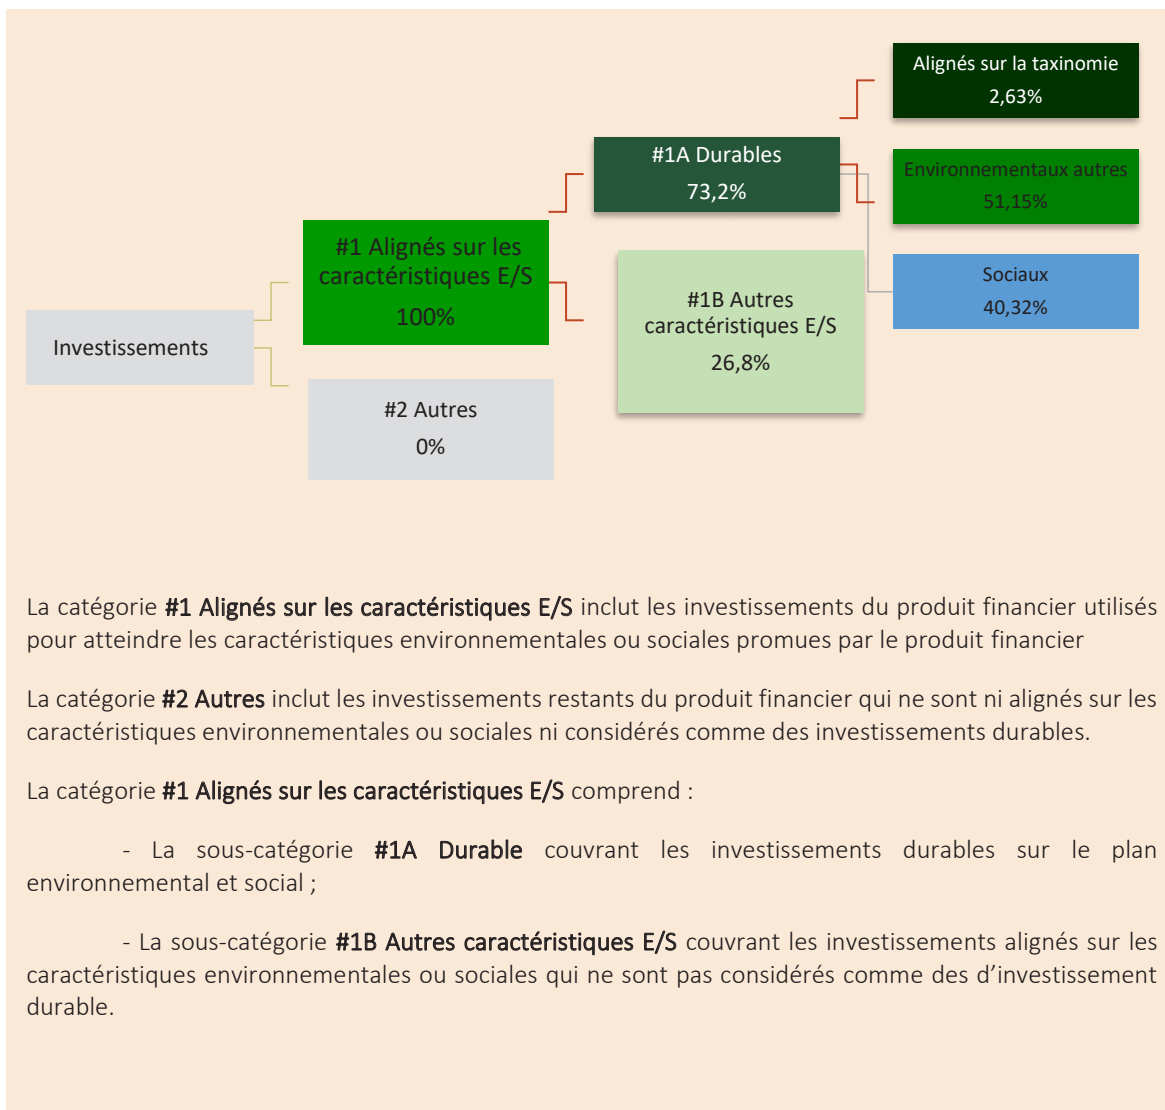 Alignés sur la taxinomie
2,63%
#1A Durables
73,2%
Environnementaux autres
51,15%
#1 Alignés sur les
caractéristiques E/S
100%
Sociaux
40,32%
#1B Autres
caractéristiques E/S
26,8%
Investissements
#2 Autres
0%
La catégorie #1 Alignés sur les caractéristiques E/S inclut les investissements du produit financier utilisés
pour atteindre les caractéristiques environnementales ou sociales promues par le produit financier
La catégorie #2 Autres inclut les investissements restants du produit financier qui ne sont ni alignés sur les
caractéristiques environnementales ou sociales ni considérés comme des investissements durables.
La catégorie #1 Alignés sur les caractéristiques E/S comprend :
- La sous-catégorie #1A Durable couvrant les investissements durables sur le plan
environnemental et social ;
- La sous-catégorie #1B Autres caractéristiques E/S couvrant les investissements alignés sur les
caractéristiques environnementales ou sociales qui ne sont pas considérés comme des d’investissement
durable.